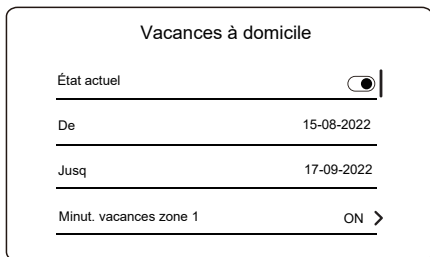 Vacances à domicile
État actuel
De 15-08-2022
Jusq 17-09-2022
Minut. vacances zone 1 ON